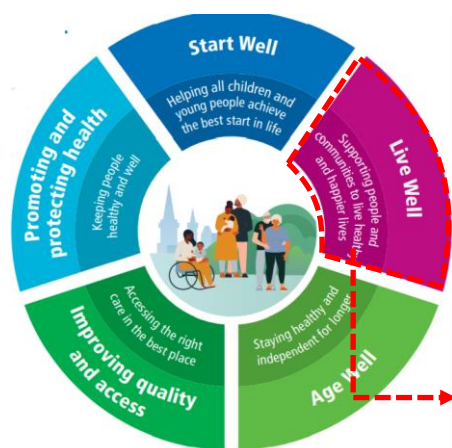 Start Well
Helping all children and
young people achieve
the best start in life
Live Well
Supporting people and
communities to live healthy
and happier lives
Age Well
Staying healthy and
independent for longer
Improving quality
and access
Accessing the right
care in the best place
Promoting and
protecting health
Keeping people
healthy and well